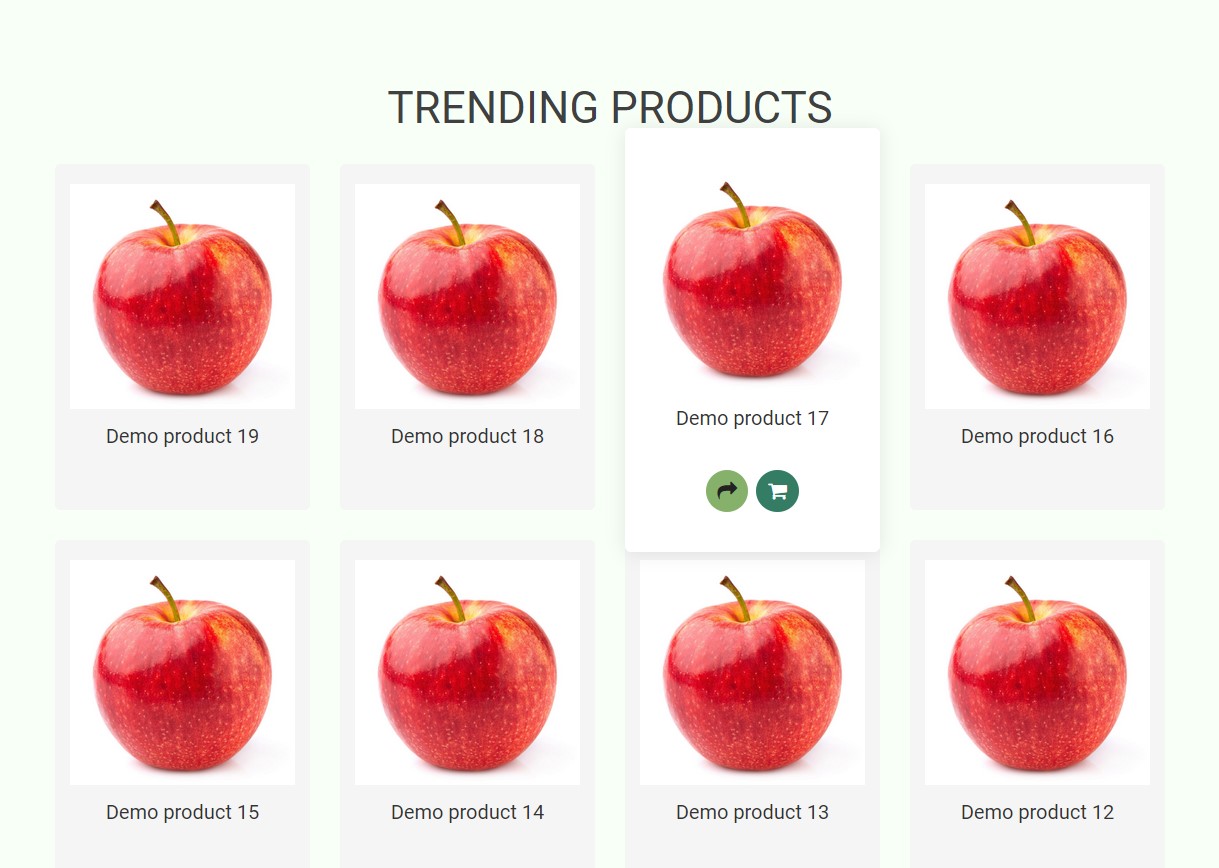 TRENDING PRODUCTS
Demo product 19
Demo product 18
Demo product 17
Demo product 16
Demo product 15
Demo product 14
Demo product 13
Demo product 12